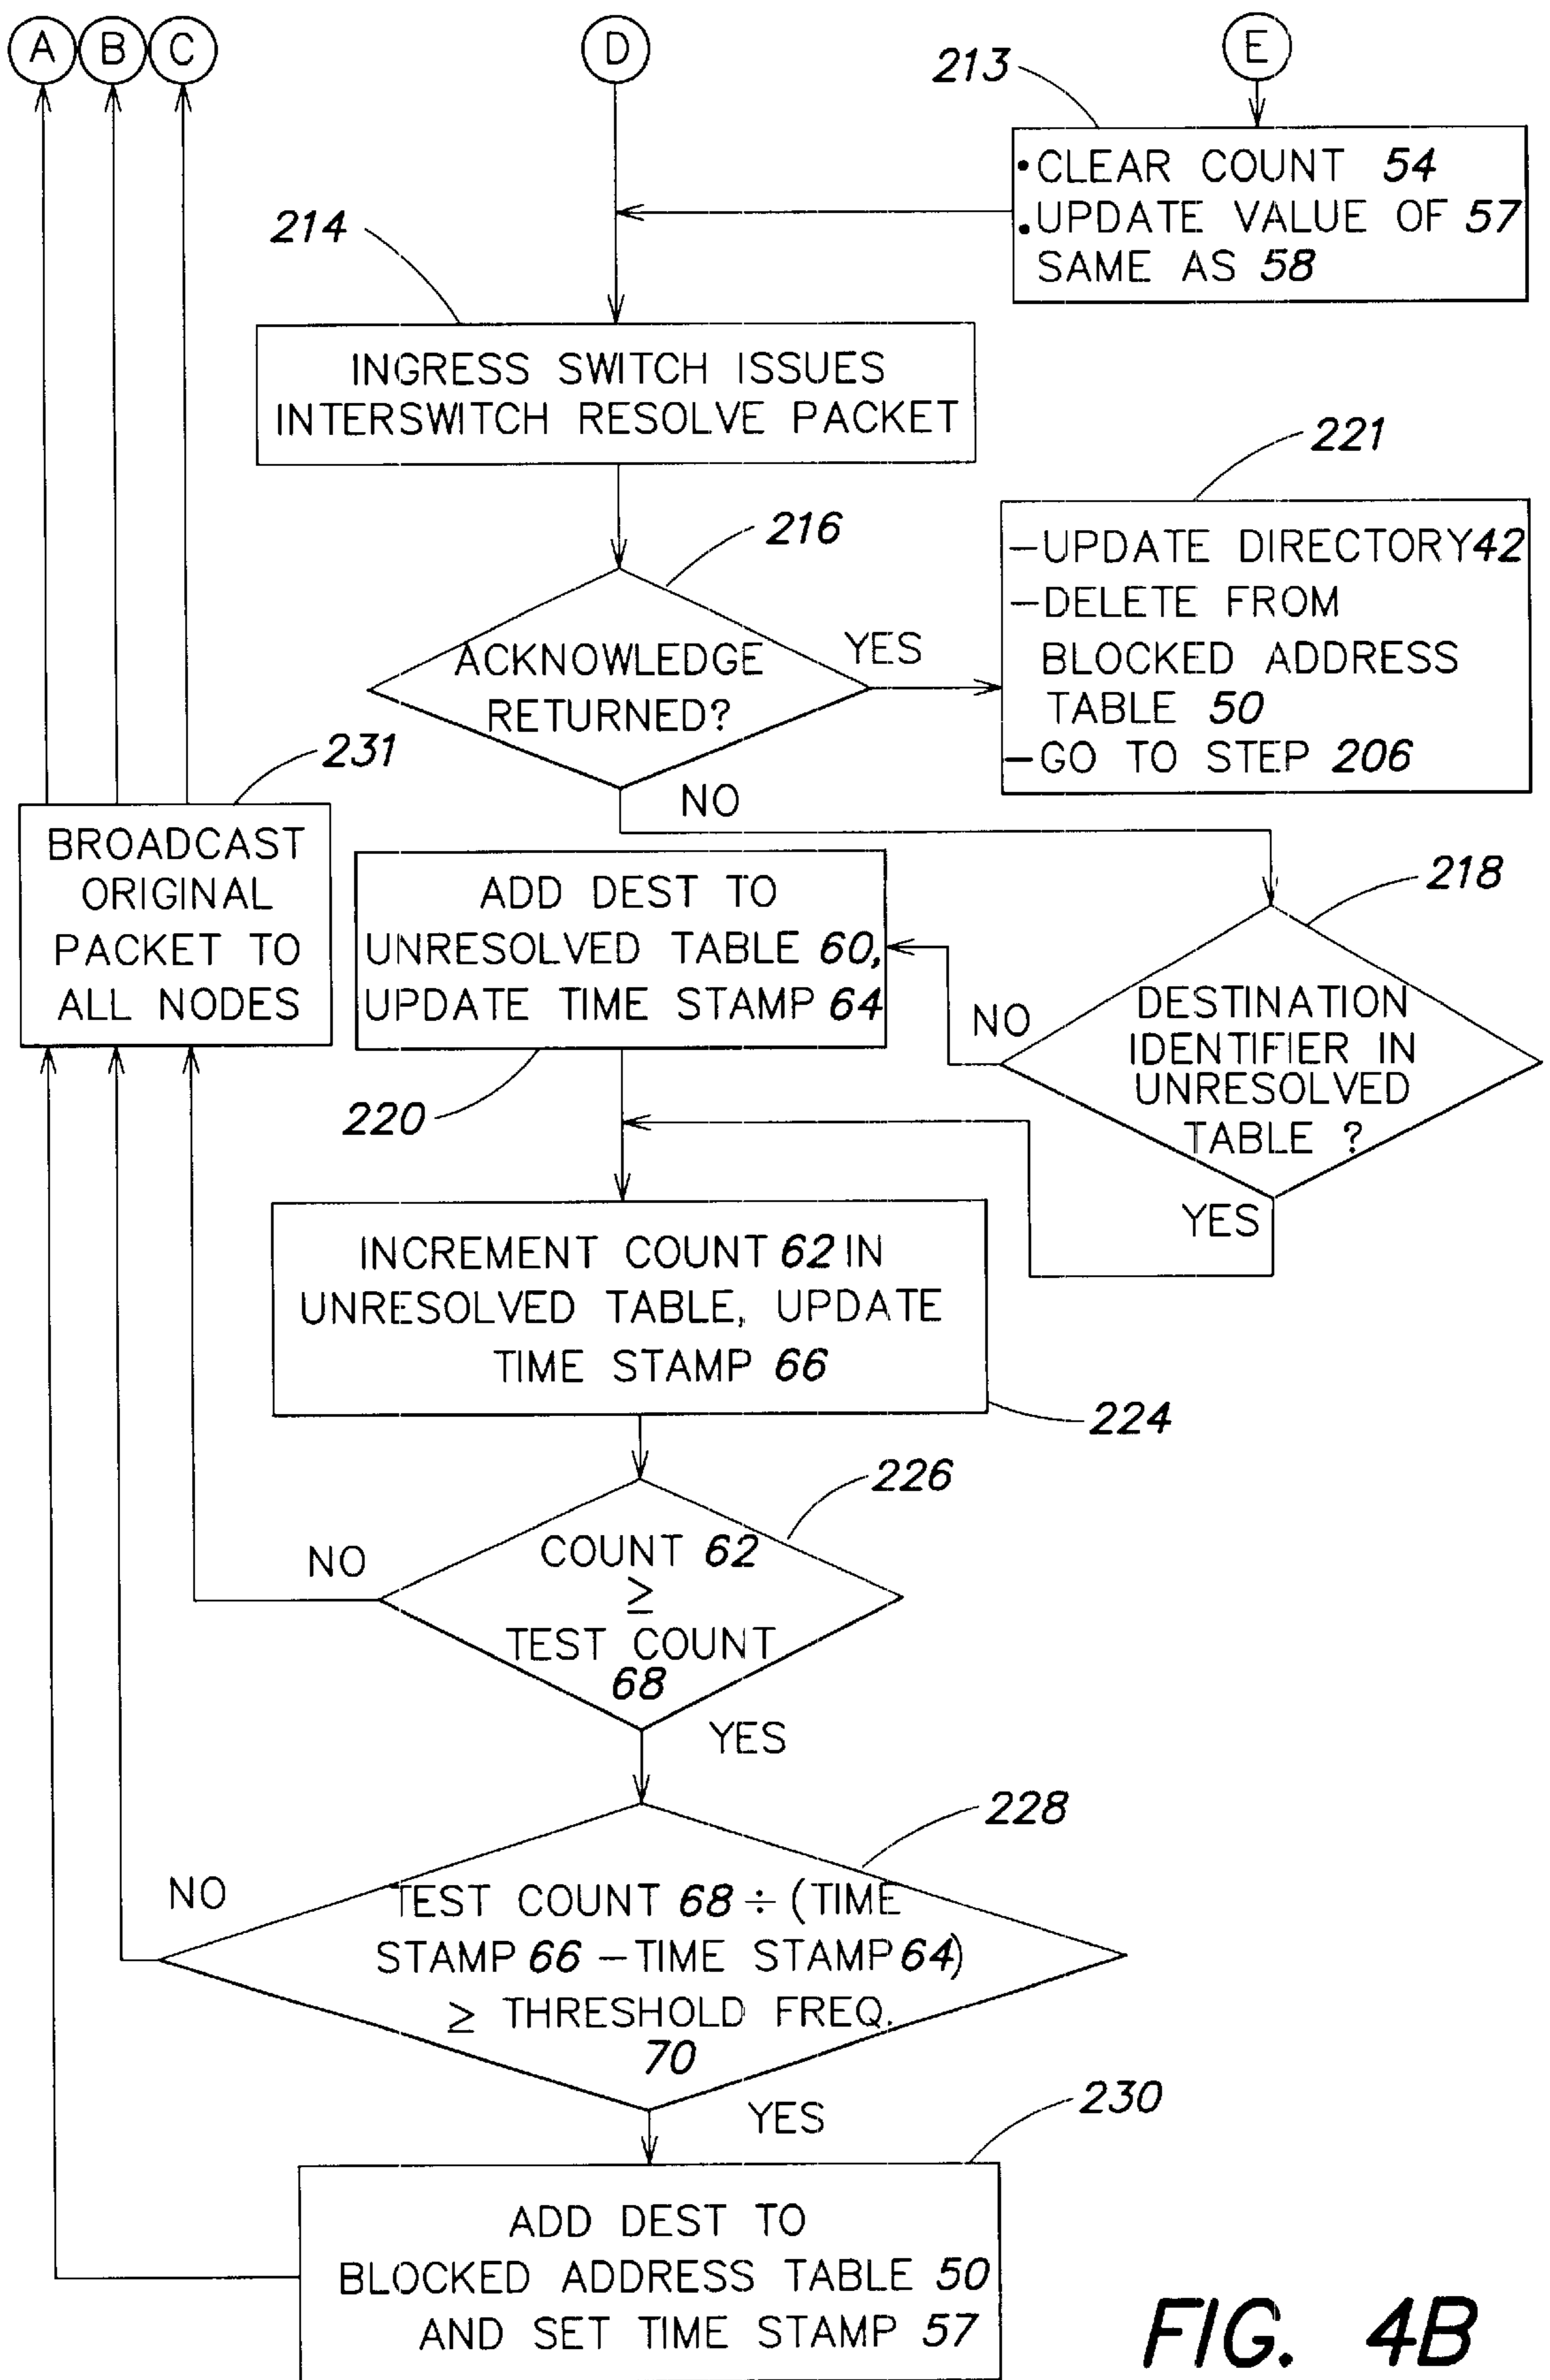 A B C D E
213
•CLEAR COUNT 54
•UPDATE VALUE OF 57
SAME AS 58
214
INGRESS SWITCH ISSUES
INTERSWITCH RESOLVE PACKET
221
–UPDATE DIRECTORY 42
–DELETE FROM
BLOCKED ADDRESS
TABLE 50
–GO TO STEP 206
216
ACKNOWLEDGE
RETURNED?
YES
NO
231
BROADCAST
ORIGINAL
PACKET TO
ALL NODES
ADD DEST TO
UNRESOLVED TABLE 60,
UPDATE TIME STAMP 64
220
218
DESTINATION
IDENTIFIER IN
UNRESOLVED
TABLE ?
NO
YES
INCREMENT COUNT 62 IN
UNRESOLVED TABLE, UPDATE
TIME STAMP 66
224
226
COUNT 62
≥
TEST COUNT
68
NO
YES
228
TEST COUNT 68 ÷ (TIME
STAMP 66 – TIME STAMP 64)
≥ THRESHOLD FREQ.
70
NO
YES
230
ADD DEST TO
BLOCKED ADDRESS TABLE 50
AND SET TIME STAMP 57
FIG. 4B